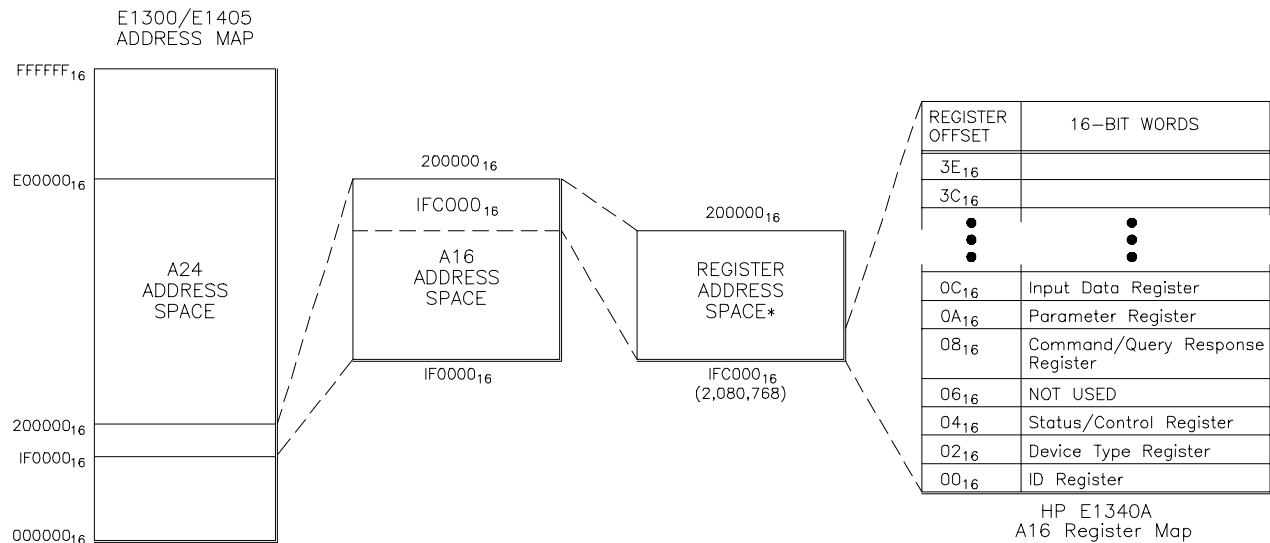 E1300/E1405
ADDRESS MAP
FFFFFF16
E0000016
A24
ADDRESS
SPACE
20000016
IF000016
00000016
20000016
IFC00016
A16
ADDRESS
SPACE
IF000016
20000016
REGISTER
ADDRESS
SPACE*
IFC00016
(2,080,768)
REGISTER
OFFSET
16-BIT WORDS
3E16
3C16
0C16 Input Data Register
0A16 Parameter Register
0816 Command/Query Response
Register
0616 NOT USED
0416 Status/Control Register
0216 Device Type Register
0016 ID Register
HP E1340A
A16 Register Map